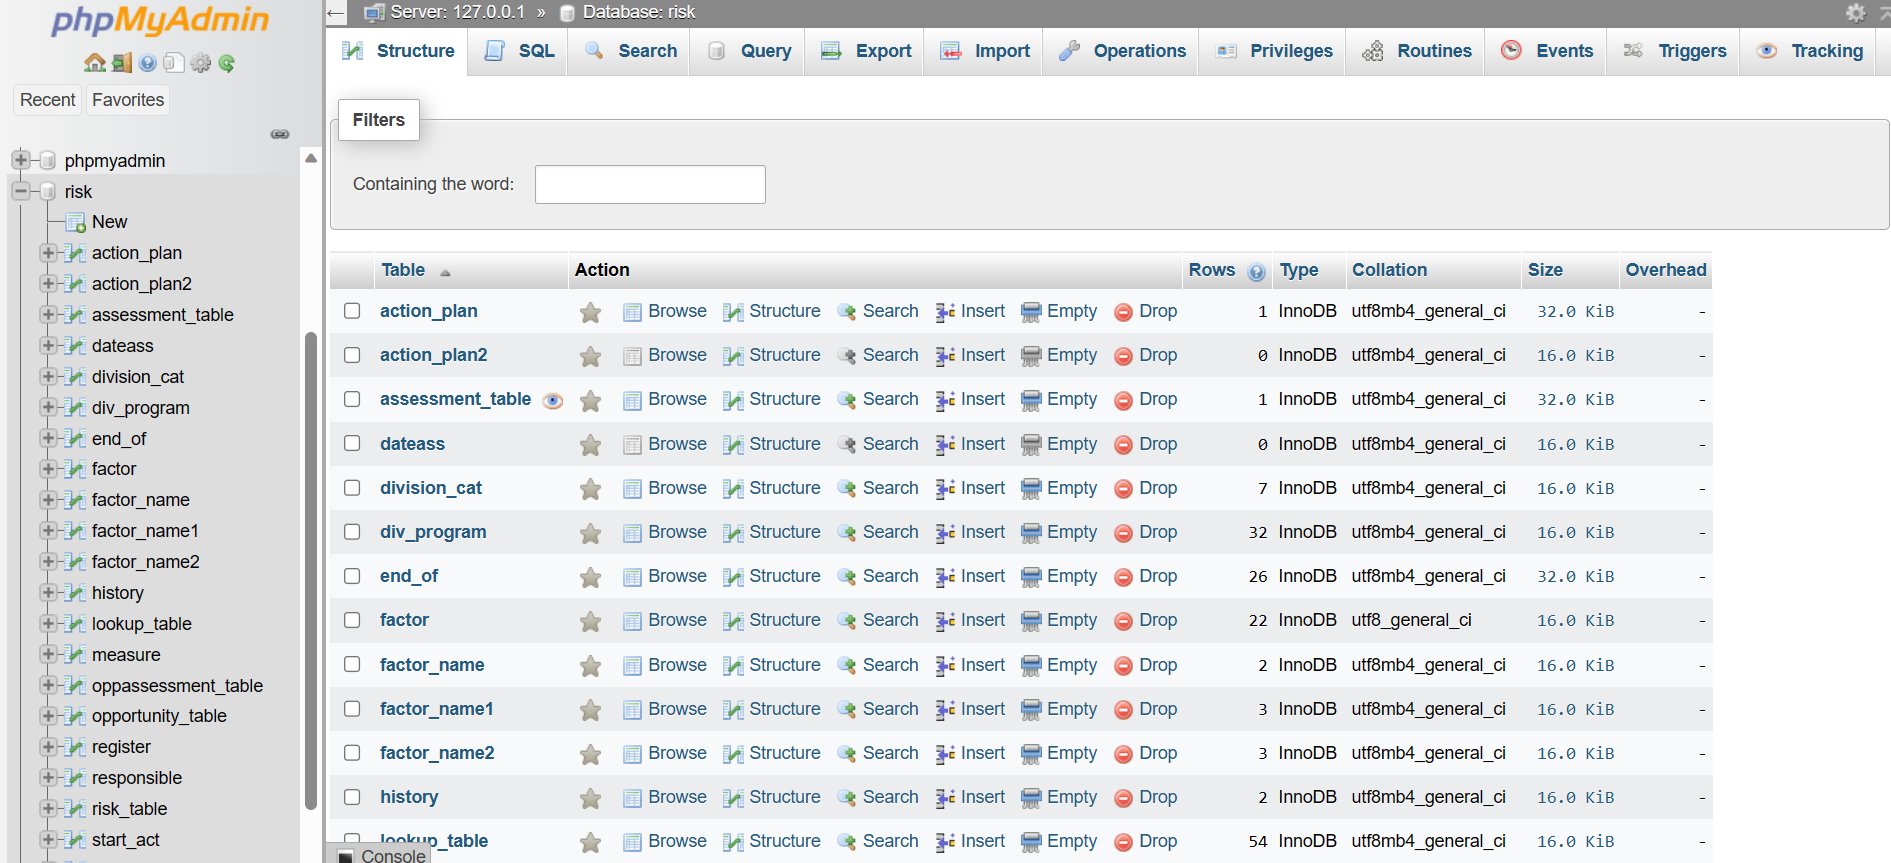 phpMyAdmin
Recent Favorites
phpmyadmin
risk
New
action_plan
action_plan2
assessment_table
dateass
division_cat
div_program
end_of
factor
factor_name
factor_name1
factor_name2
history
lookup_table
measure
oppassessment_table
opportunity_table
register
responsible
risk_table
start_act
Server: 127.0.0.1 » Database: risk
Structure SQL Search Query Export Import Operations Privileges Routines Events Triggers Tracking
Filters
Containing the word:
Table Action Rows Type Collation Size Overhead
action_plan Browse Structure Search Insert Empty Drop 1 InnoDB utf8mb4_general_ci 32.0 KiB -
action_plan2 Browse Structure Search Insert Empty Drop 0 InnoDB utf8mb4_general_ci 16.0 KiB -
assessment_table Browse Structure Search Insert Empty Drop 1 InnoDB utf8mb4_general_ci 32.0 KiB -
dateass Browse Structure Search Insert Empty Drop 0 InnoDB utf8mb4_general_ci 16.0 KiB -
division_cat Browse Structure Search Insert Empty Drop 7 InnoDB utf8mb4_general_ci 16.0 KiB -
div_program Browse Structure Search Insert Empty Drop 32 InnoDB utf8mb4_general_ci 16.0 KiB -
end_of Browse Structure Search Insert Empty Drop 26 InnoDB utf8mb4_general_ci 32.0 KiB -
factor Browse Structure Search Insert Empty Drop 22 InnoDB utf8_general_ci 16.0 KiB -
factor_name Browse Structure Search Insert Empty Drop 2 InnoDB utf8mb4_general_ci 16.0 KiB -
factor_name1 Browse Structure Search Insert Empty Drop 3 InnoDB utf8mb4_general_ci 16.0 KiB -
factor_name2 Browse Structure Search Insert Empty Drop 3 InnoDB utf8mb4_general_ci 16.0 KiB -
history Browse Structure Search Insert Empty Drop 2 InnoDB utf8mb4_general_ci 16.0 KiB -
lookup_table Browse Structure Search Insert Empty Drop 54 InnoDB utf8mb4_general_ci 16.0 KiB -
Console